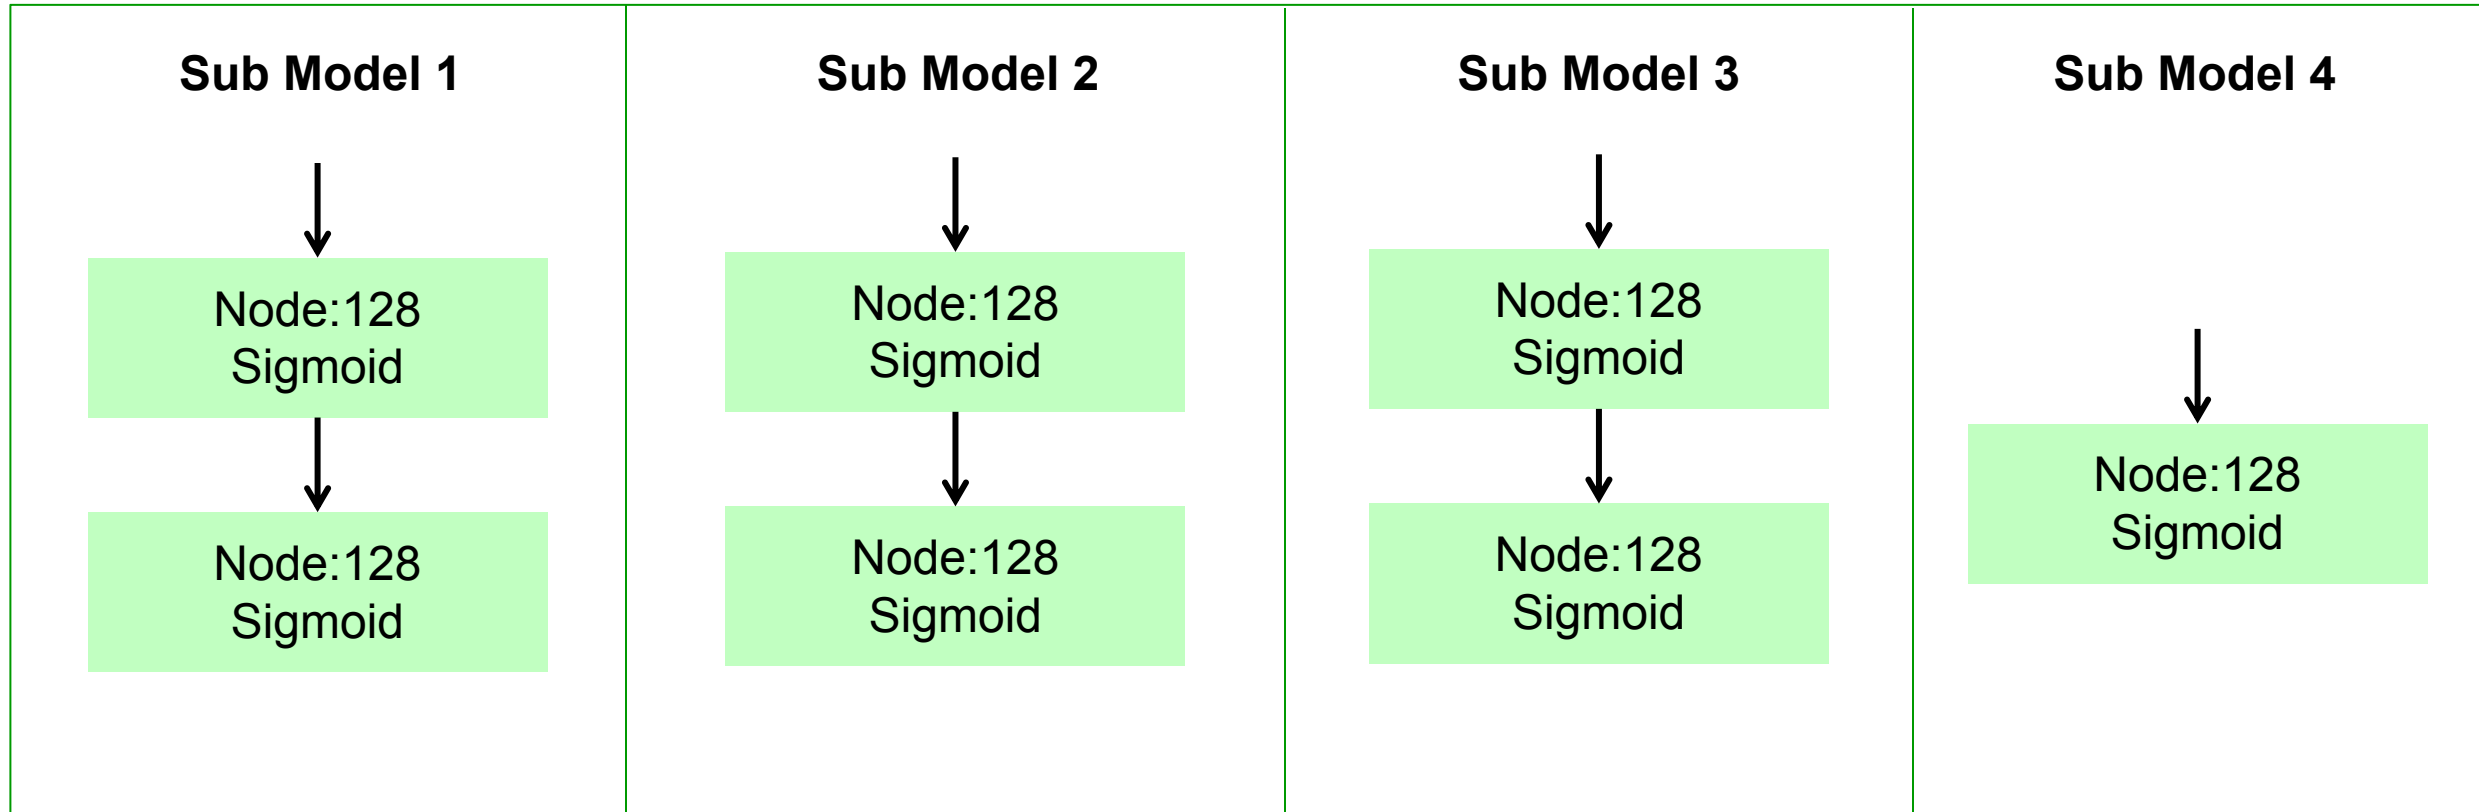 Sub Model 1
Node:128
Sigmoid
Node:128
Sigmoid
Sub Model 2
Node:128
Sigmoid
Node:128
Sigmoid
Sub Model 3
Node:128
Sigmoid
Node:128
Sigmoid
Sub Model 4
Node:128
Sigmoid